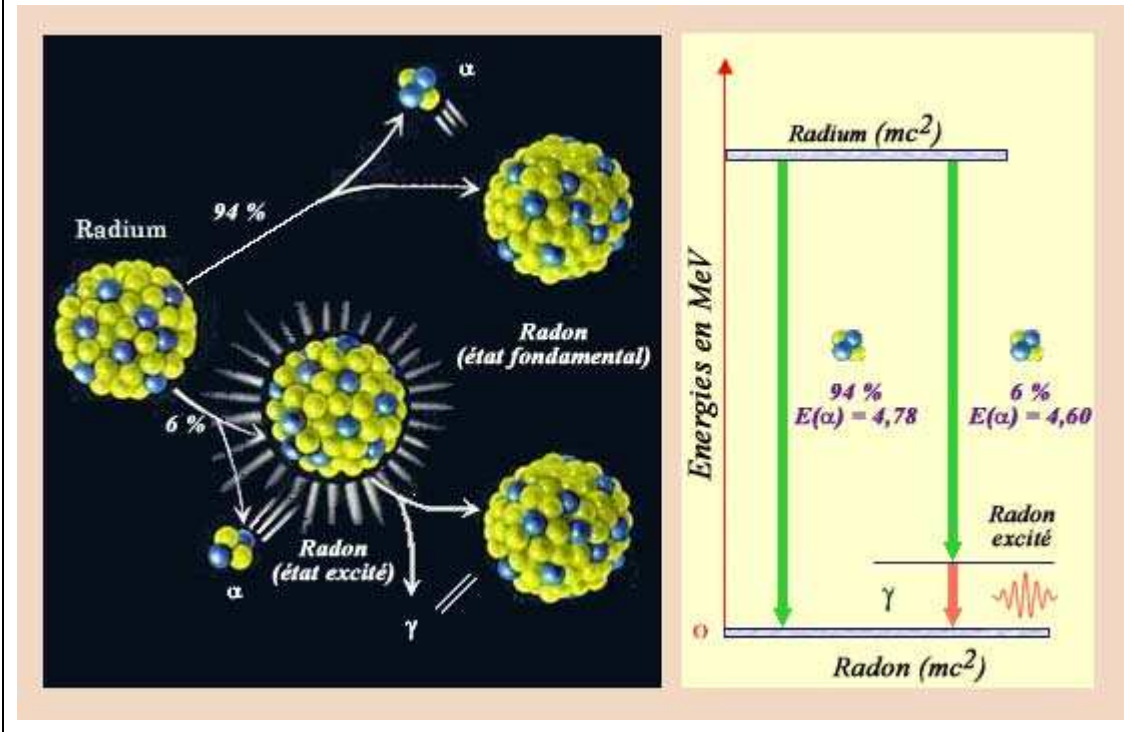 α
94 %
Radium
Radon
(état fondamental)
6 %
Radon
(état excité)
α
γ
Energies en MeV
Radium (mc²)
94 %
E(α) = 4,78
6 %
E(α) = 4,60
Radon
excité
γ
0
Radon (mc²)